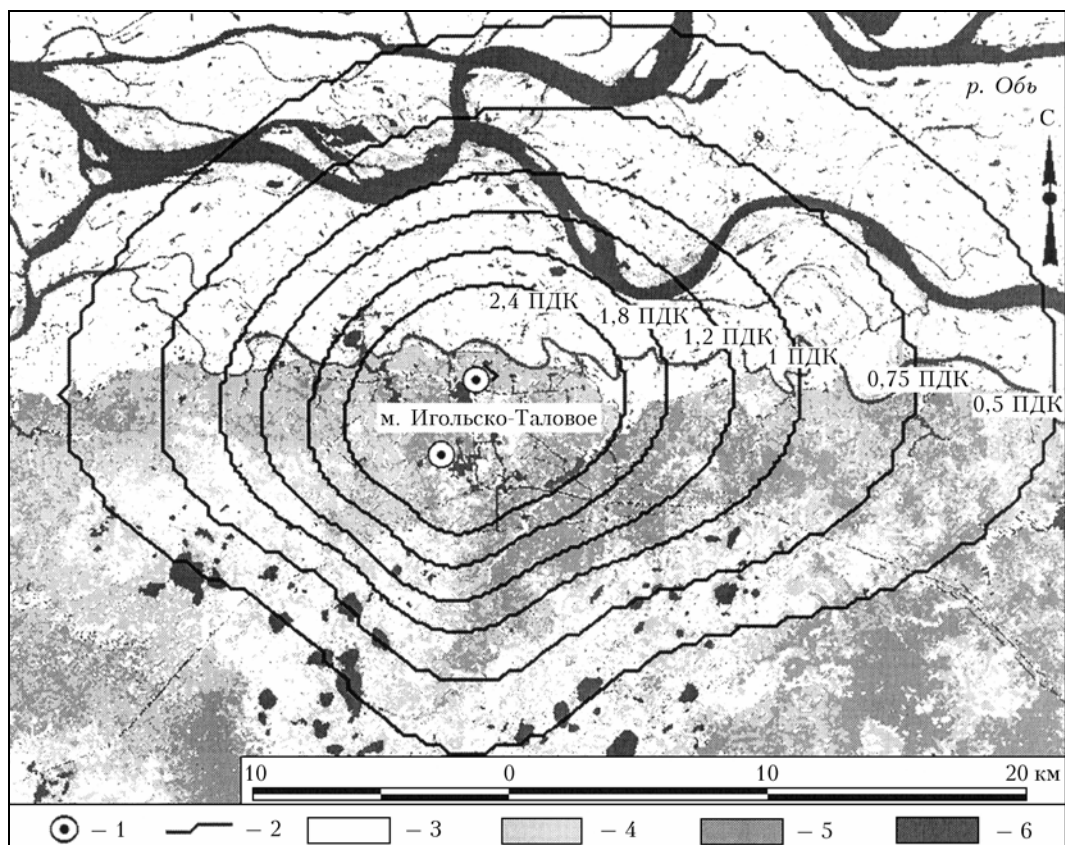 р. Обь
С
2,4 ПДК
1,8 ПДК
1,2 ПДК
1 ПДК
0,75 ПДК
0,5 ПДК
м. Игольско-Таловое
10 0 10 20 км
– 1 – 2 – 3 – 4 – 5 – 6